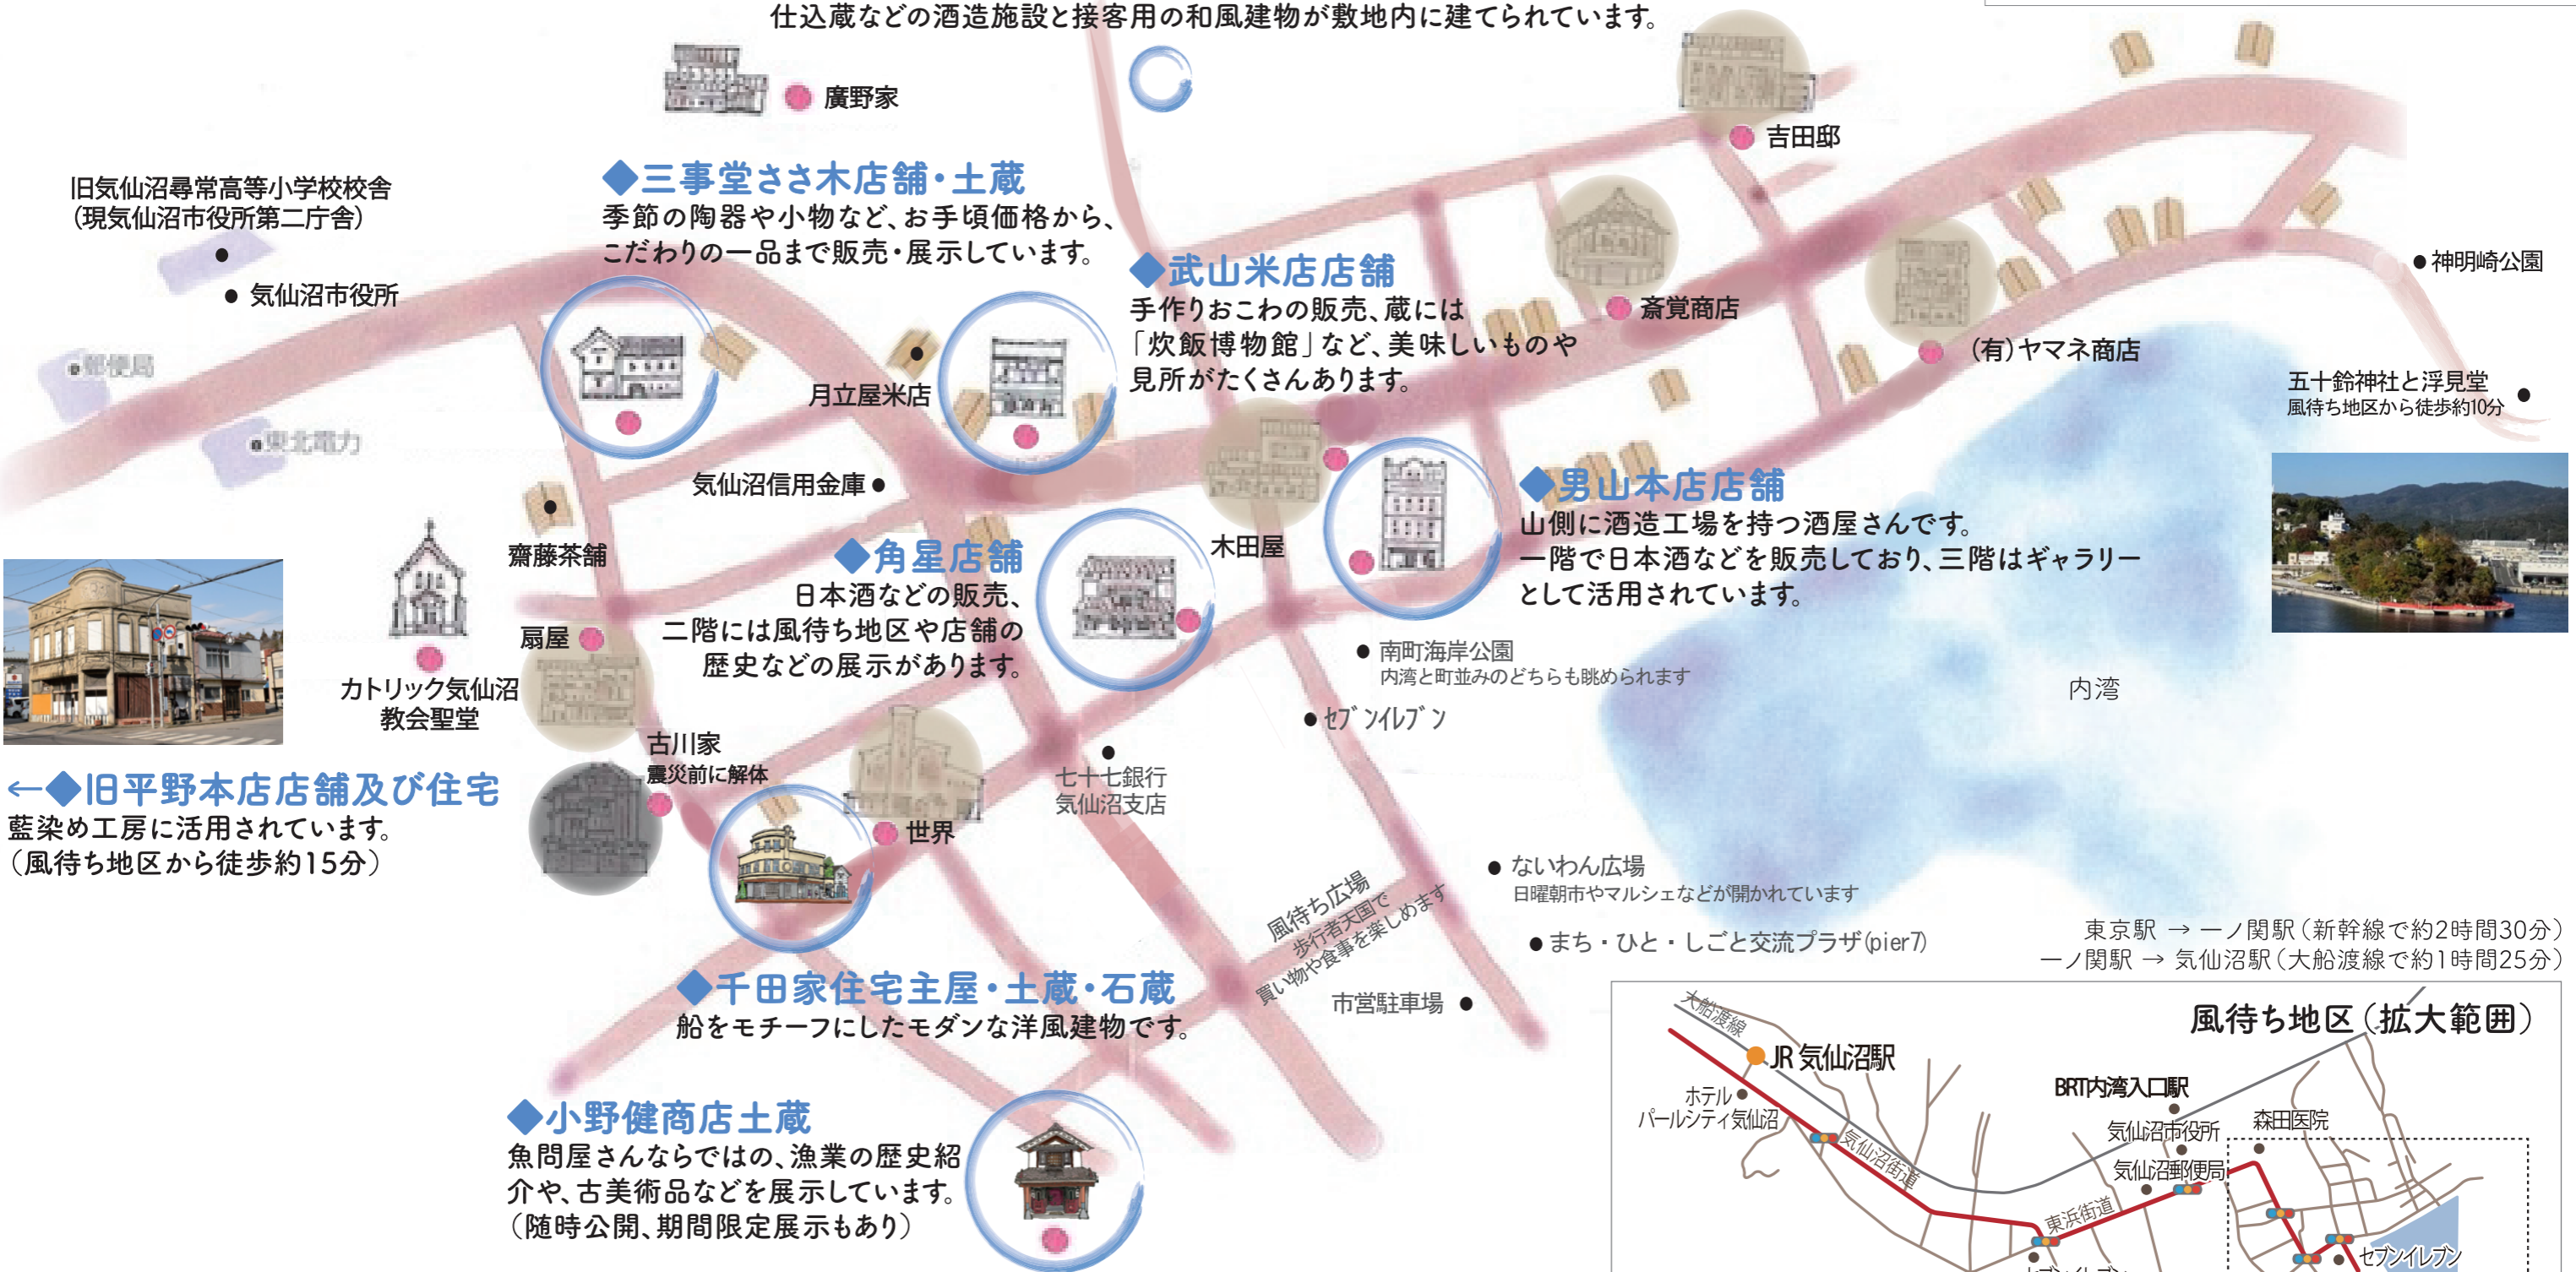 仕込蔵などの酒造施設と接客用の和風建物が敷地内に建てられています。
廣野家
吉田邸
旧気仙沼尋常高等小学校校舎
（現気仙沼市役所第二庁舎）
気仙沼市役所
郵便局
東北電力
◆三事堂ささ木店舗・土蔵
季節の陶器や小物など、お手頃価格から、
こだわりの一品まで販売・展示しています。
◆武山米店店舗
手作りおこわの販売、蔵には
「炊飯博物館」など、美味しいものや
見所がたくさんあります。
斎覚商店
(有)ヤマネ商店
神明崎公園
五十鈴神社と浮見堂
風待ち地区から徒歩約10分
月立屋米店
気仙沼信用金庫
齋藤茶舗
◆角星店舗
日本酒などの販売、
二階には風待ち地区や店舗の
歴史などの展示があります。
木田屋
◆男山本店店舗
山側に酒造工場を持つ酒屋さんです。
一階で日本酒などを販売しており、三階はギャラリー
として活用されています。
扇屋
カトリック気仙沼
教会聖堂
南町海岸公園
内湾と町並みのどちらも眺められます
内湾
セブンイレブン
古川家
震災前に解体
七十七銀行
気仙沼支店
世界
←◆旧平野本店店舗及び住宅
藍染め工房に活用されています。
（風待ち地区から徒歩約15分）
ないわん広場
日曜朝市やマルシェなどが開かれています
風待ち広場
歩行者天国で
買い物や食事を楽しめます
まち・ひと・しごと交流プラザ(pier7)
市営駐車場
東京駅 → 一ノ関駅（新幹線で約2時間30分）
一ノ関駅 → 気仙沼駅（大船渡線で約1時間25分）
◆千田家住宅主屋・土蔵・石蔵
船をモチーフにしたモダンな洋風建物です。
◆小野健商店土蔵
魚問屋さんならではの、漁業の歴史紹
介や、古美術品などを展示しています。
（随時公開、期間限定展示もあり）
風待ち地区（拡大範囲）
大船渡線
JR 気仙沼駅
ホテル
パールシティ気仙沼
気仙沼街道
BRT内湾入口駅
気仙沼市役所
森田医院
気仙沼郵便局
東浜街道
セブンイレブン